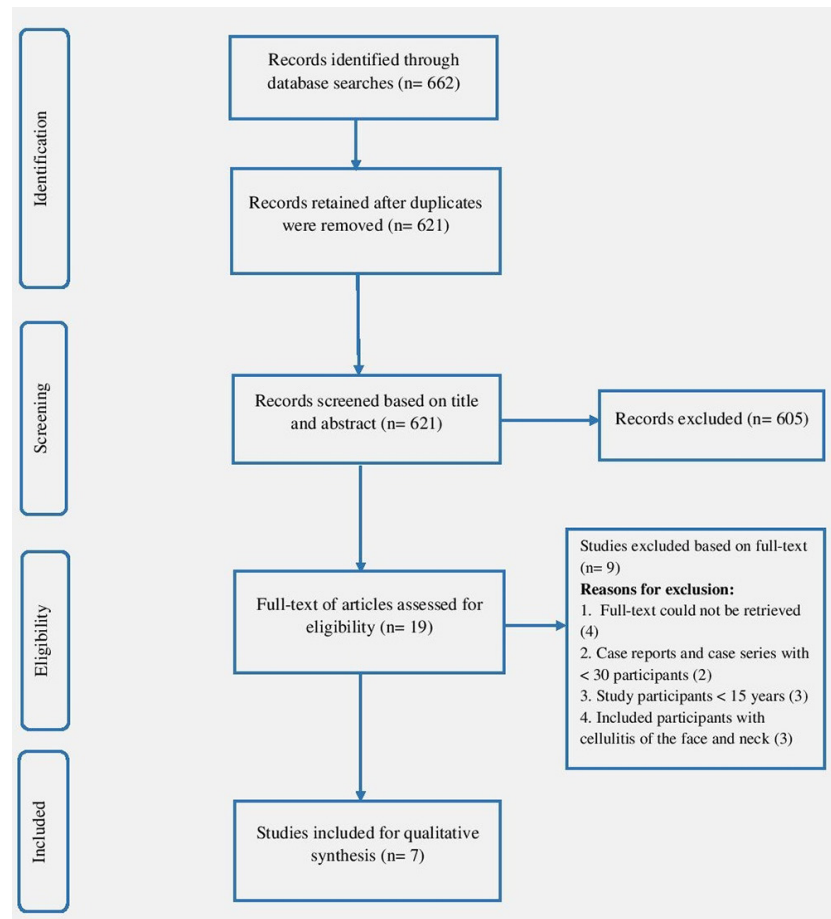 Identification
Records identified through
database searches (n= 662)
Records retained after duplicates
were removed (n= 621)
Screening
Records screened based on title
and abstract (n= 621)
Records excluded (n= 605)
Eligibility
Full-text of articles assessed for
eligibility (n= 19)
Studies excluded based on full-text
(n= 9)
Reasons for exclusion:
1. Full-text could not be retrieved
(4)
2. Case reports and case series with
< 30 participants (2)
3. Study participants < 15 years (3)
4. Included participants with
cellulitis of the face and neck (3)
Included
Studies included for qualitative
synthesis (n= 7)